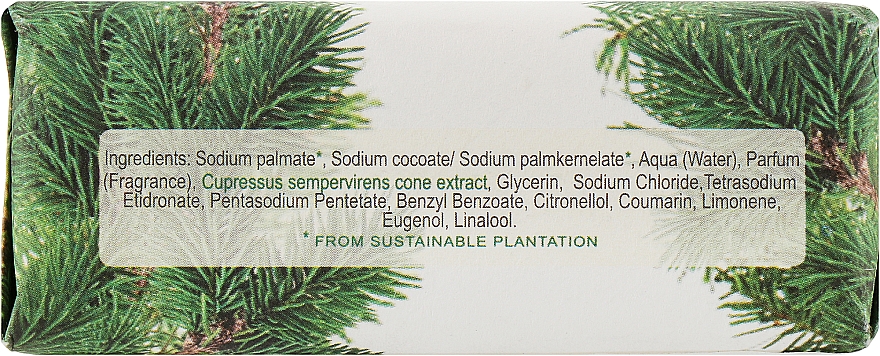 Ingredients: Sodium palmate*, Sodium cocoate/ Sodium palmkernelate*, Aqua (Water), Parfum
(Fragrance), Cupressus sempervirens cone extract, Glycerin, Sodium Chloride,Tetrasodium
Etidronate, Pentasodium Pentetate, Benzyl Benzoate, Citronellol, Coumarin, Limonene,
Eugenol, Linalool.
* FROM SUSTAINABLE PLANTATION